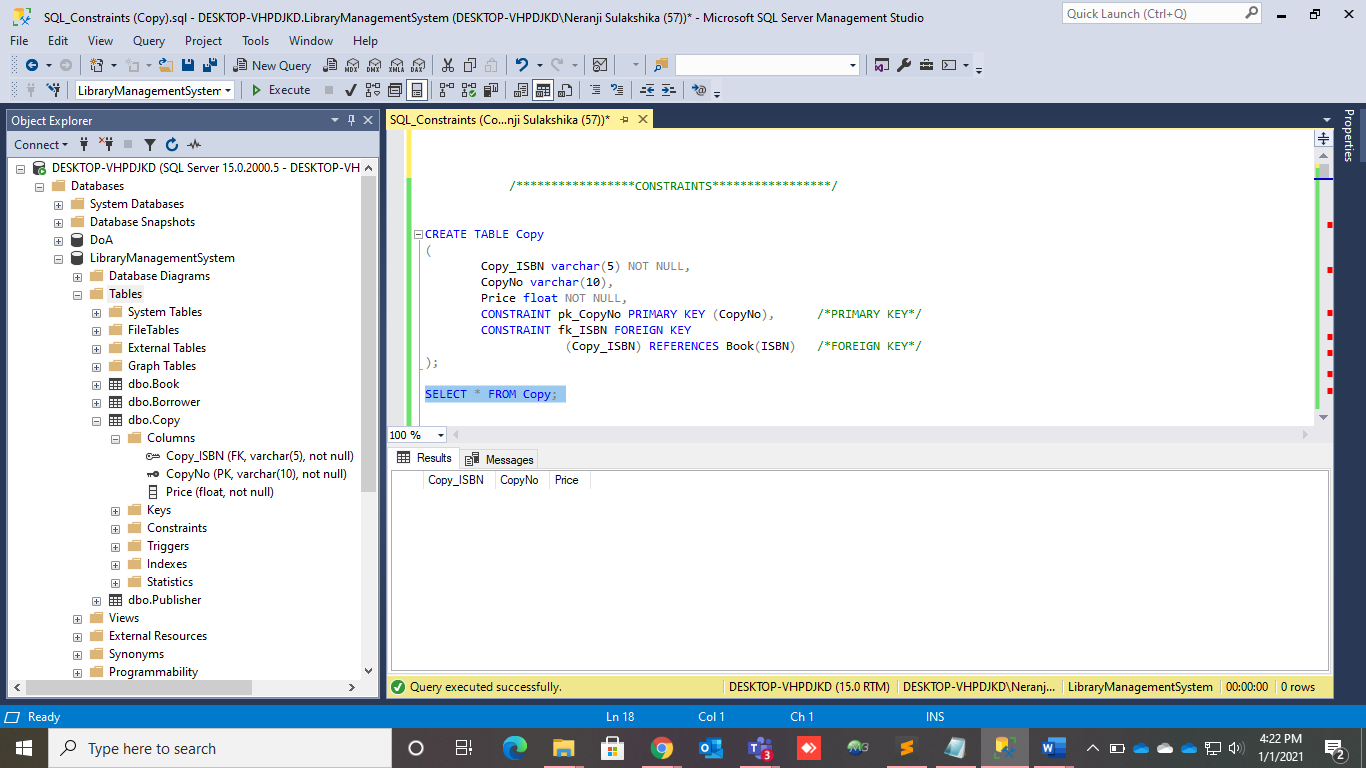 SQL_Constraints (Copy).sql - DESKTOP-VHPDJKD.LibraryManagementSystem (DESKTOP-VHPDJKD\Neranji Sulakshika (57))* - Microsoft SQL Server Management Studio
Quick Launch (Ctrl+Q)
File Edit View Query Project Tools Window Help
New Query MDX DMX XMLA DAX
LibraryManagementSystem Execute
Object Explorer
SQL_Constraints (Co...nji Sulakshika (57))*
Properties
Connect
DESKTOP-VHPDJKD (SQL Server 15.0.2000.5 - DESKTOP-VH
Databases
System Databases
Database Snapshots
DoA
LibraryManagementSystem
Database Diagrams
Tables
System Tables
FileTables
External Tables
Graph Tables
dbo.Book
dbo.Borrower
dbo.Copy
Columns
Copy_ISBN (FK, varchar(5), not null)
CopyNo (PK, varchar(10), not null)
Price (float, not null)
Keys
Constraints
Triggers
Indexes
Statistics
dbo.Publisher
Views
External Resources
Synonyms
Programmability
/*****************CONSTRAINTS*****************/
CREATE TABLE Copy
(
Copy_ISBN varchar(5) NOT NULL,
CopyNo varchar(10),
Price float NOT NULL,
CONSTRAINT pk_CopyNo PRIMARY KEY (CopyNo), /*PRIMARY KEY*/
CONSTRAINT fk_ISBN FOREIGN KEY
(Copy_ISBN) REFERENCES Book(ISBN) /*FOREIGN KEY*/
);
SELECT * FROM Copy;
100 %
Results Messages
Copy_ISBN CopyNo Price
Query executed successfully. DESKTOP-VHPDJKD (15.0 RTM) DESKTOP-VHPDJKD\Neranj... LibraryManagementSystem 00:00:00 0 rows
Ready Ln 18 Col 1 Ch 1 INS
Type here to search
3
4:22 PM
1/1/2021
2